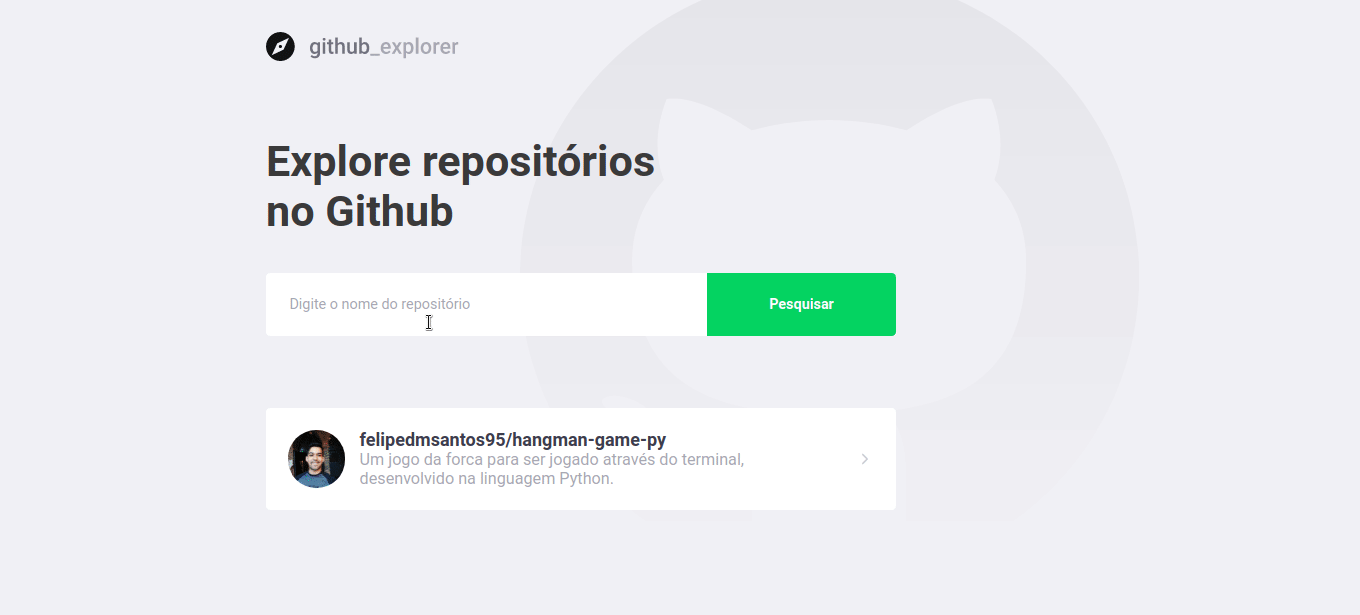 github_explorer
Explore repositórios
no Github
Digite o nome do repositório
Pesquisar
felipedmsantos95/hangman-game-py
Um jogo da forca para ser jogado através do terminal,
desenvolvido na linguagem Python.